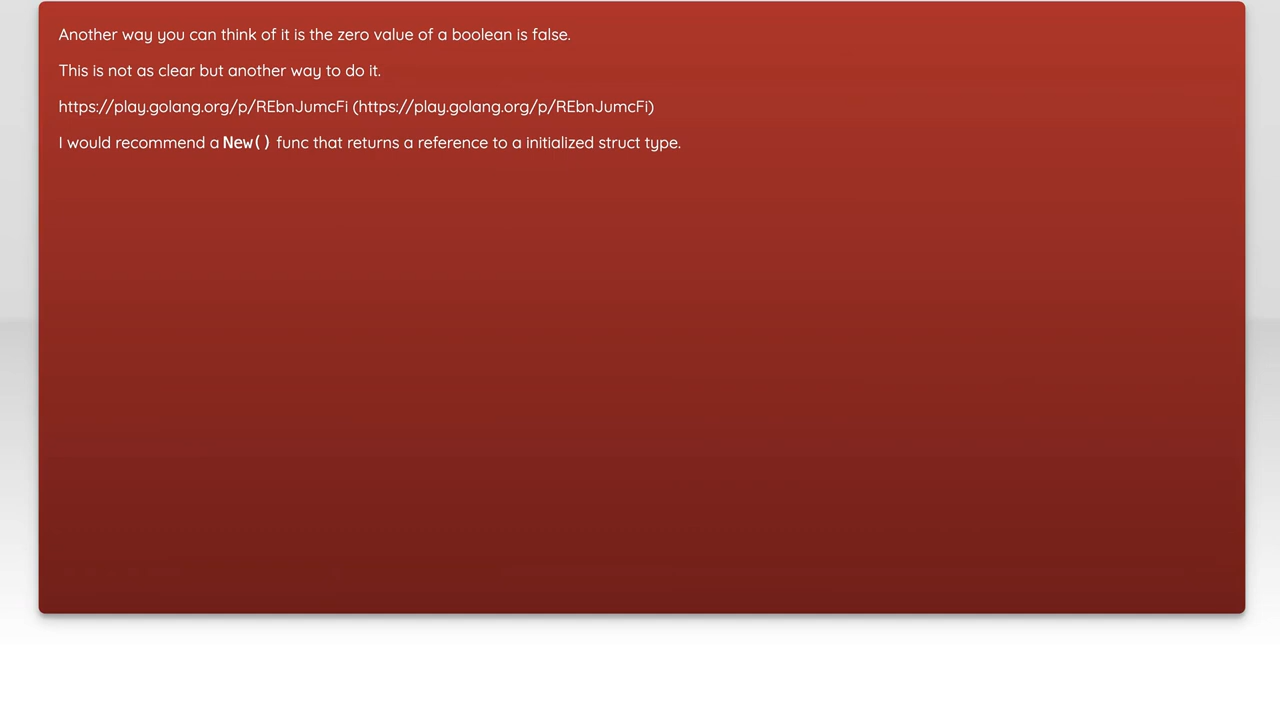 Another way you can think of it is the zero value of a boolean is false.
This is not as clear but another way to do it.
https://play.golang.org/p/REbnJumcFi (https://play.golang.org/p/REbnJumcFi)
I would recommend a New() func that returns a reference to a initialized struct type.